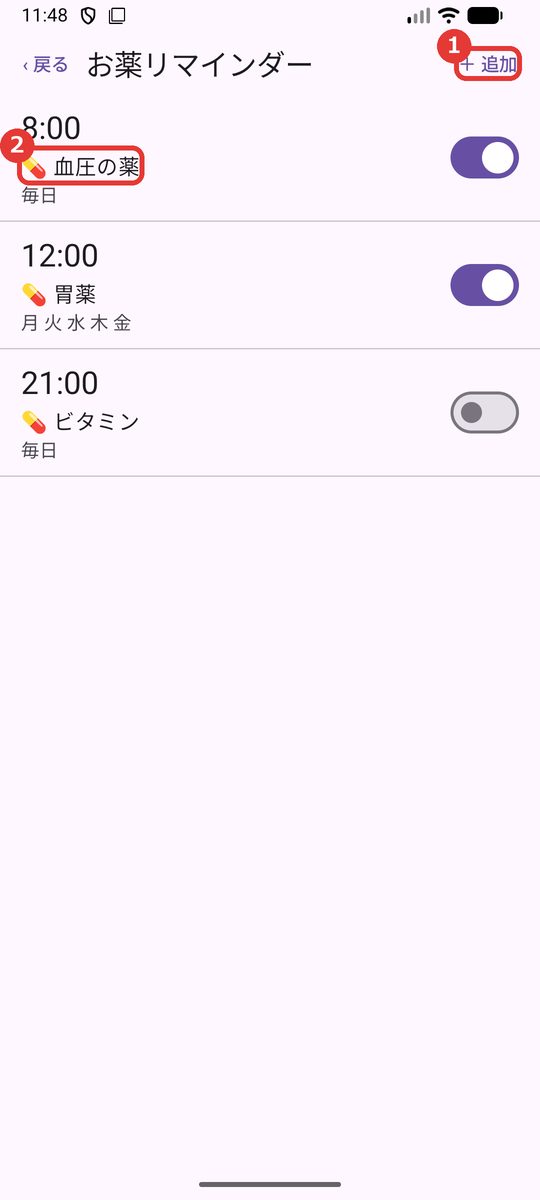 11:48
‹ 戻る お薬リマインダー 1 + 追加
8:00
2 血圧の薬
毎日
12:00
胃薬
月 火 水 木 金
21:00
ビタミン
毎日